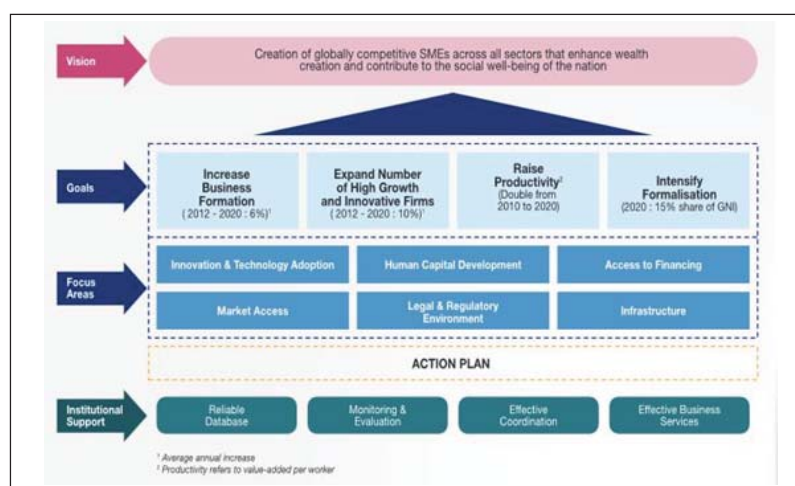 Vision
Creation of globally competitive SMEs across all sectors that enhance wealth
creation and contribute to the social well-being of the nation
Goals
Increase
Business
Formation
( 2012 - 2020 : 6%)¹
Expand Number
of High Growth
and Innovative Firms
( 2012 - 2020 : 10%)¹
Raise
Productivity²
(Double from
2010 to 2020)
Intensify
Formalisation
(2020 : 15% share of GNI)
Focus
Areas
Innovation & Technology Adoption
Human Capital Development
Access to Financing
Market Access
Legal & Regulatory
Environment
Infrastructure
ACTION PLAN
Institutional
Support
Reliable
Database
Monitoring &
Evaluation
Effective
Coordination
Effective Business
Services
¹ Average annual increase
² Productivity refers to value-added per worker